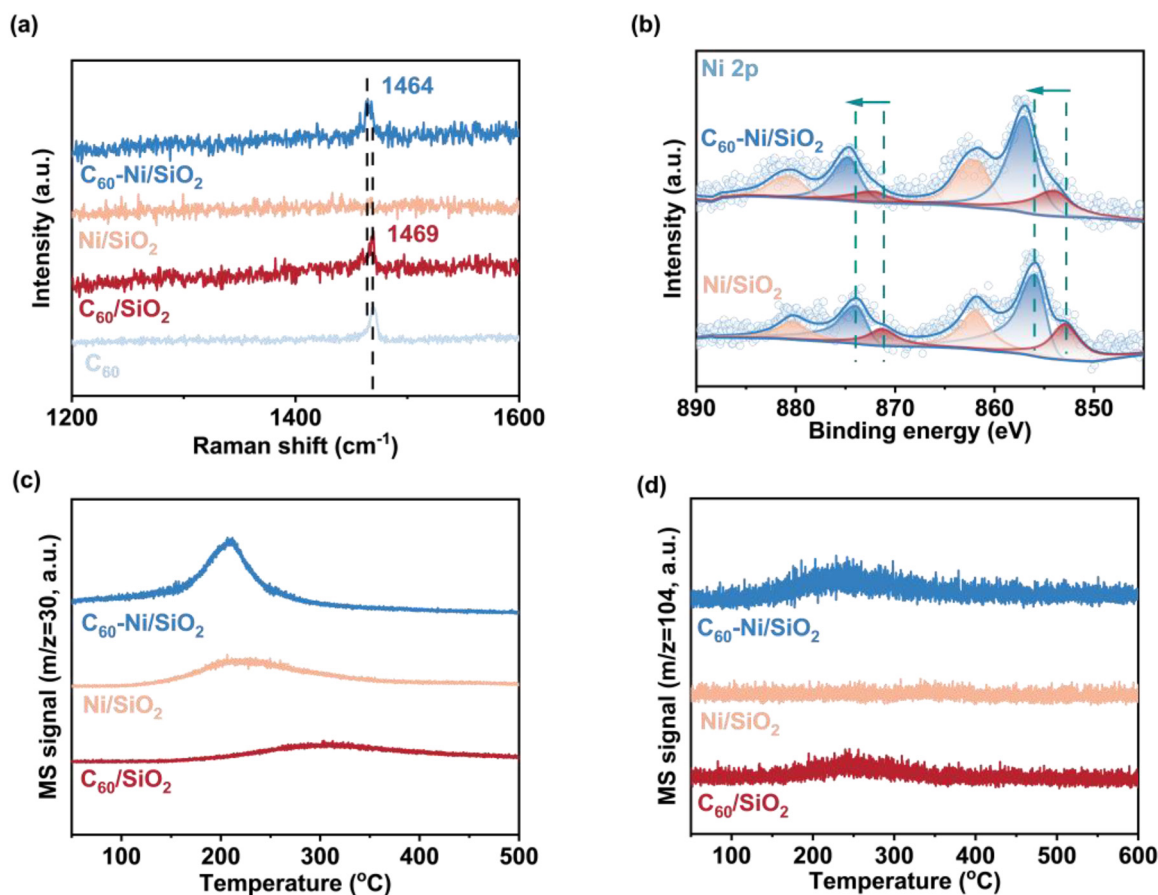 (a)
Intensity (a.u.)
1464
C₆₀-Ni/SiO₂
Ni/SiO₂
1469
C₆₀/SiO₂
C₆₀
1200
1400
1600
Raman shift (cm⁻¹)
(b)
Intensity (a.u.)
Ni 2p
C₆₀-Ni/SiO₂
Ni/SiO₂
890
880
870
860
850
Binding energy (eV)
(c)
MS signal (m/z=30, a.u.)
C₆₀-Ni/SiO₂
Ni/SiO₂
C₆₀/SiO₂
100
200
300
400
500
Temperature (°C)
(d)
MS signal (m/z=104, a.u.)
C₆₀-Ni/SiO₂
Ni/SiO₂
C₆₀/SiO₂
100
200
300
400
500
600
Temperature (°C)